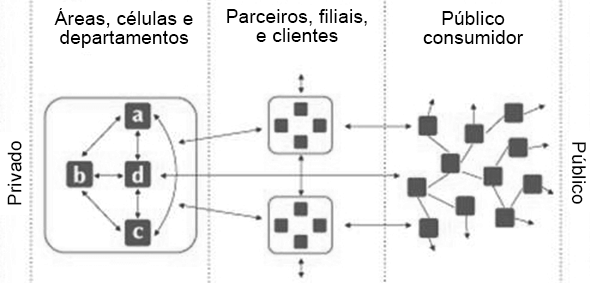 Áreas, células e
departamentos
Parceiros, filiais,
e clientes
Público
consumidor
Privado
a
b
d
c
Público